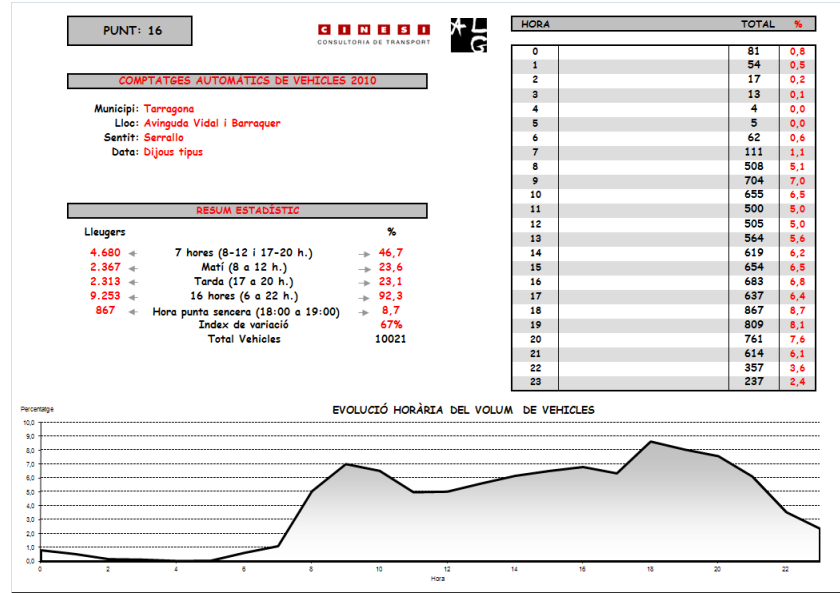 PUNT: 16
CINESI
CONSULTORIA DE TRANSPORT
ALG
COMPTATGES AUTOMÁTICS DE VEHICLES 2010
Municipi: Tarragona
Lloc: Avinguda Vidal i Barraquer
Sentit: Serrallo
Data: Dijous tipus
RESUM ESTADÍSTIC
Lleugers %
4.680 7 hores (8-12 i 17-20 h.) 46,7
2.367 Matí (8 a 12 h.) 23,6
2.313 Tarda (17 a 20 h.) 23,1
9.253 16 hores (6 a 22 h.) 92,3
867 Hora punta sencera (18:00 a 19:00) 8,7
Index de variació 67%
Total Vehicles 10021
HORA TOTAL %
0 81 0,8
1 54 0,5
2 17 0,2
3 13 0,1
4 4 0,0
5 5 0,0
6 62 0,6
7 111 1,1
8 508 5,1
9 704 7,0
10 655 6,5
11 500 5,0
12 505 5,0
13 564 5,6
14 619 6,2
15 654 6,5
16 683 6,8
17 637 6,4
18 867 8,7
19 809 8,1
20 761 7,6
21 614 6,1
22 357 3,6
23 237 2,4
Percentatge
EVOLUCIÓ HORÀRIA DEL VOLUM DE VEHICLES
10,0
9,0
8,0
7,0
6,0
5,0
4,0
3,0
2,0
1,0
0,0
0 2 4 6 8 10 12 14 16 18 20 22
Hora